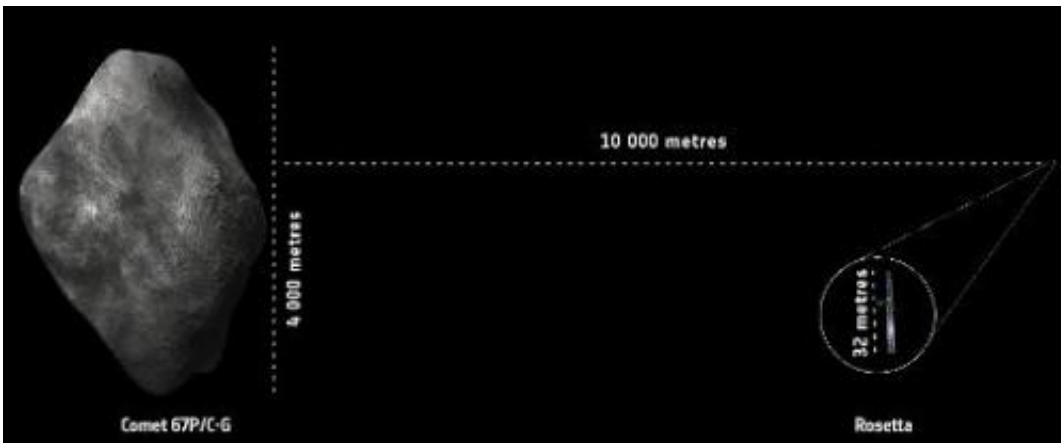 10 000 metres
4 000 metres
32 metres
Comet 67P/C-G
Rosetta